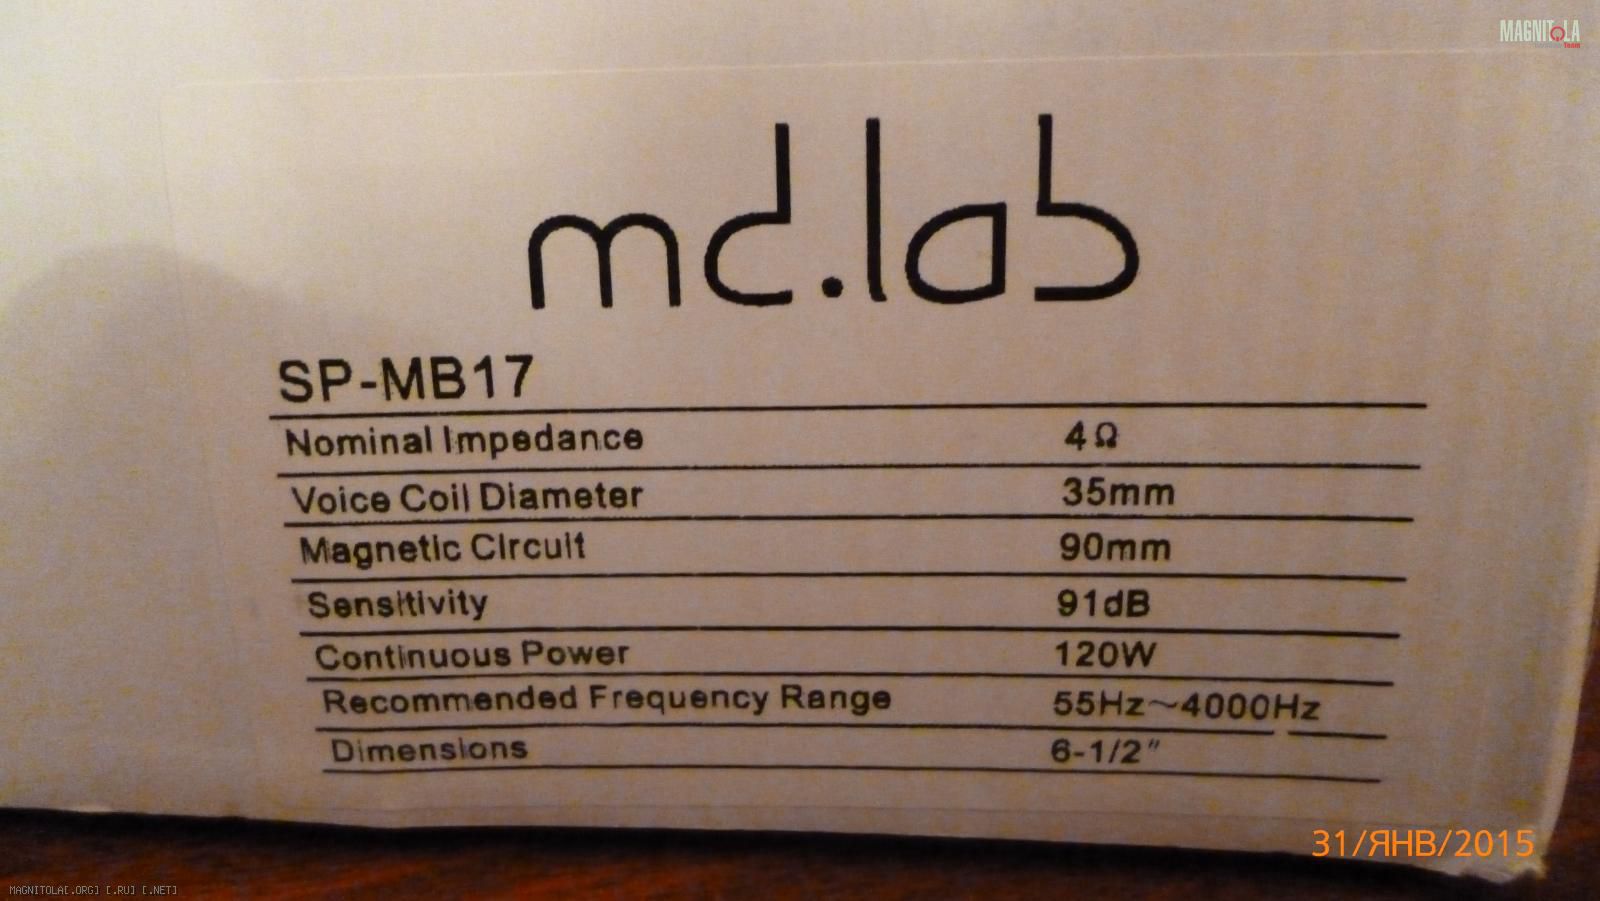 MAGNITOLA
Team
md.lab
SP-MB17
Nominal Impedance 4Ω
Voice Coil Diameter 35mm
Magnetic Circuit 90mm
Sensitivity 91dB
Continuous Power 120W
Recommended Frequency Range 55Hz~4000Hz
Dimensions 6-1/2"
31/ЯНВ/2015
MAGNITOLA[.ORG] [.RU] [.NET]